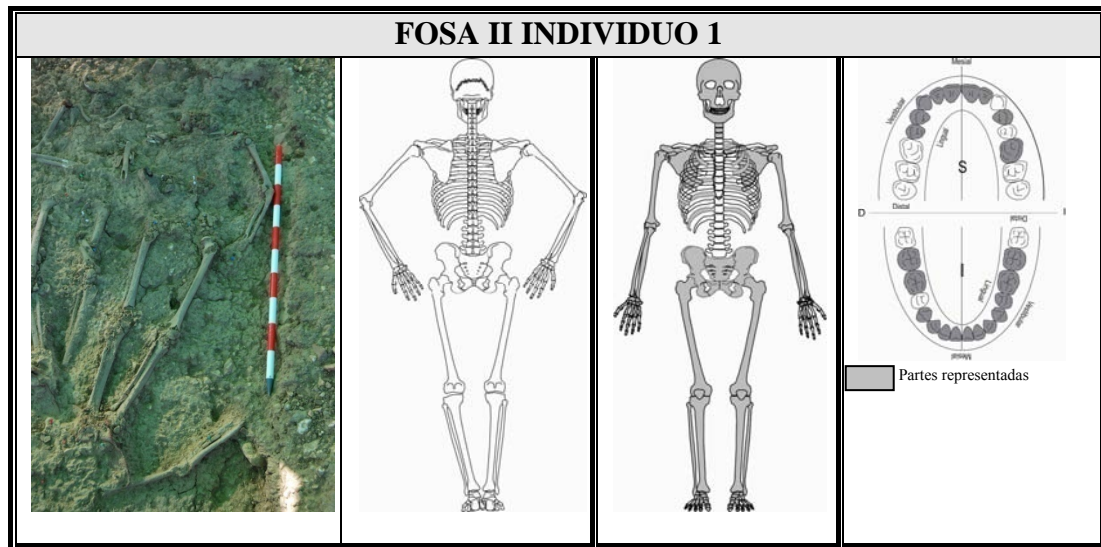 FOSA II INDIVIDUO 1
Mesial
Vestibular
Lingual
S
Distal
D
I
Distal
I
Lingual
Vestibular
Mesial
Partes representadas